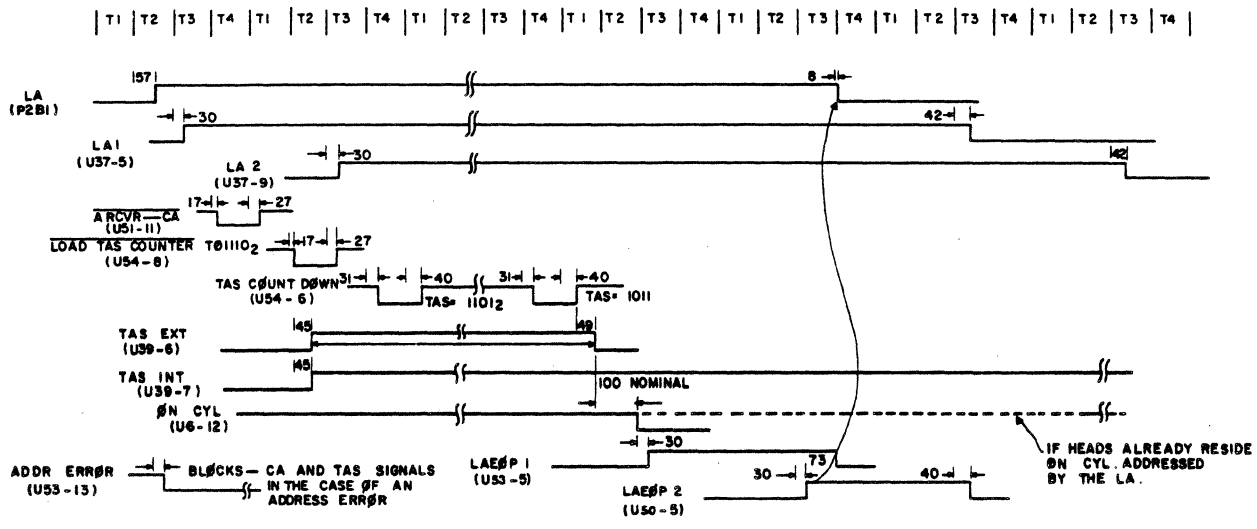 T1 T2 T3 T4 T1 T2 T3 T4 T1 T2 T3 T4 T1 T2 T3 T4 T1 T2 T3 T4 T1 T2 T3 T4 T1 T2 T3 T4
LA 57 8
(P2B1)
30 42
LA1
(U37-5)
30 42
LA 2
(U37-9)
17 27
ARCVR—CA
(U51-11)
LOAD TAS COUNTER TØ1110₂ 17 27
(U54-8)
TAS CØUNT DØWN 31 40 31 40
(U54-6) TAS= 1101₂ TAS= 1011
TAS EXT 45 49
(U39-6)
TAS INT 45
(U39-7) 100 NOMINAL
ØN CYL
(U6-12)
30
IF HEADS ALREADY RESIDE
ØN CYL. ADDRESSED
BY THE LA.
ADDR ERRØR
(U53-13)
BLØCKS— CA AND TAS SIGNALS
IN THE CASE ØF AN
ADDRESS ERRØR
LAEØP 1 73
(U53-5)
30 40
LAEØP 2
(U50-5)